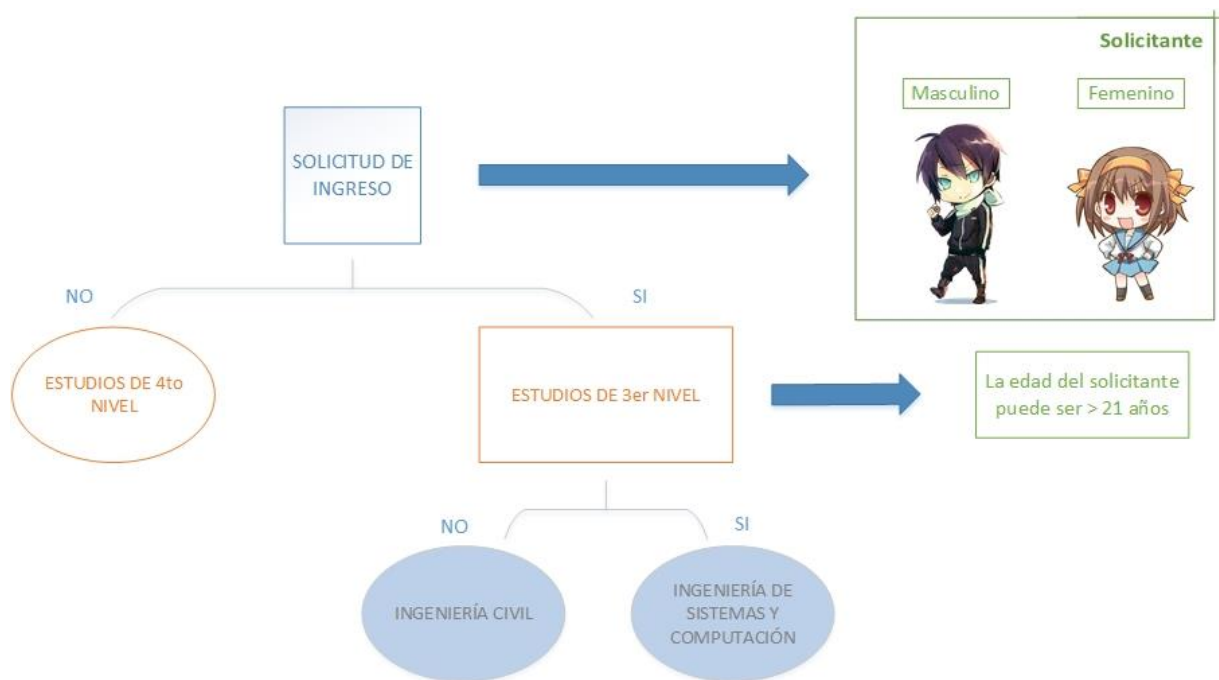 Solicitante
Masculino
Femenino
SOLICITUD DE
INGRESO
NO
SI
ESTUDIOS DE 4to
NIVEL
ESTUDIOS DE 3er NIVEL
La edad del solicitante
puede ser > 21 años
NO
SI
INGENIERÍA CIVIL
INGENIERÍA DE
SISTEMAS Y
COMPUTACIÓN